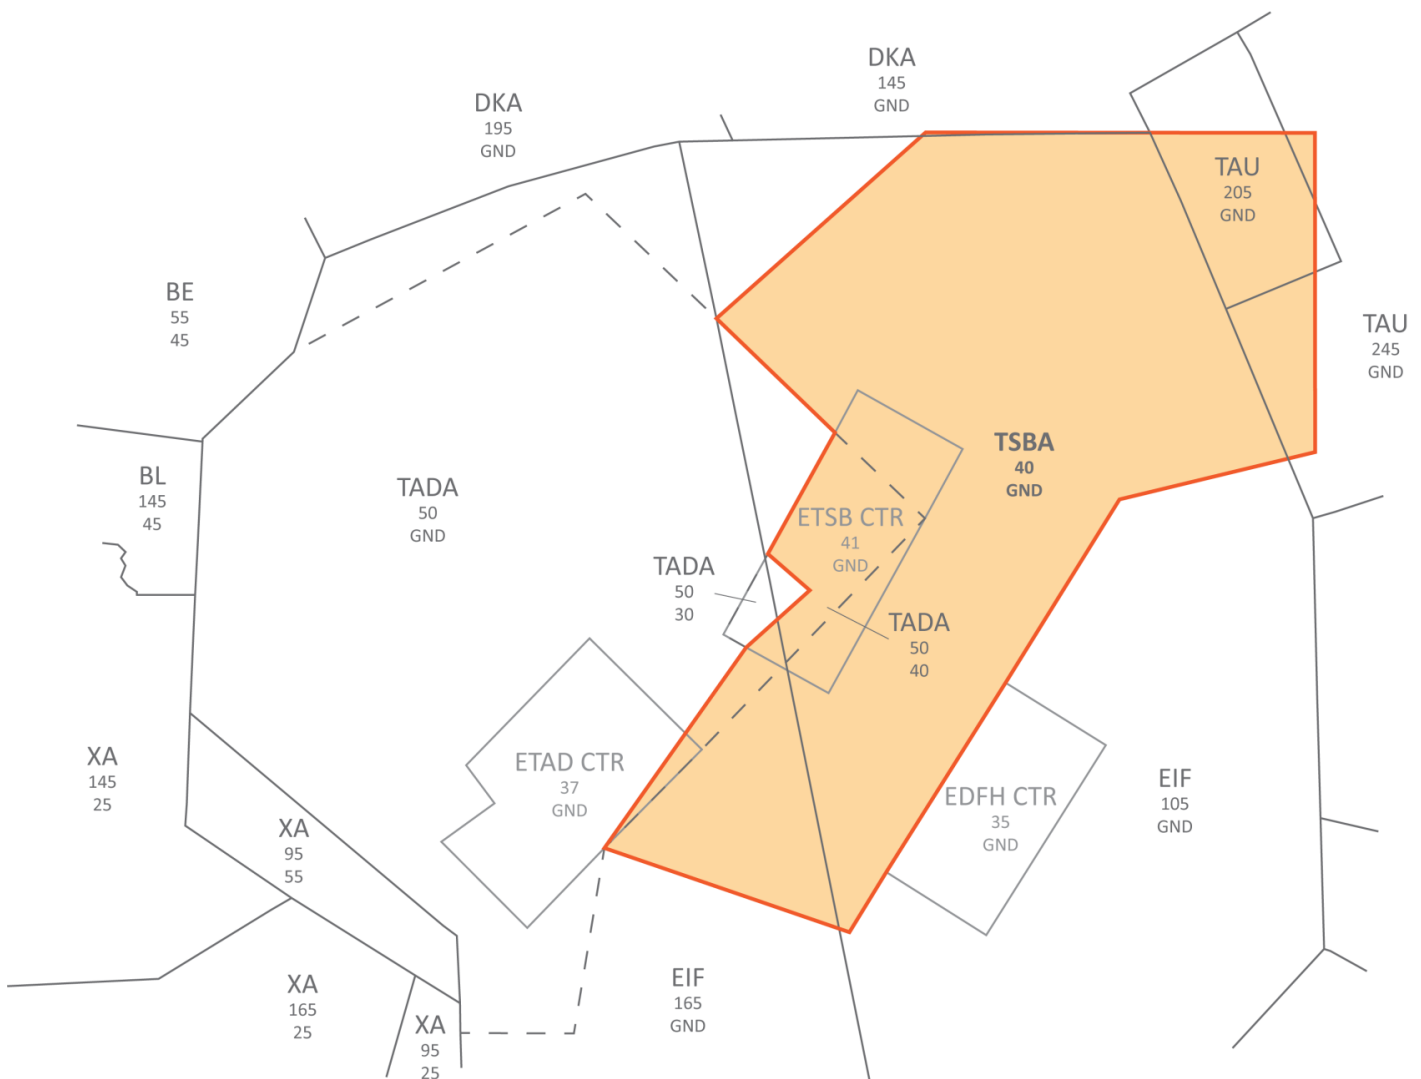 DKA
145
GND
DKA
195
GND
TAU
205
GND
BE
55
45
TAU
245
GND
TSBA
40
GND
BL
145
45
TADA
50
GND
ETSB CTR
41
GND
TADA
50
30
TADA
50
40
XA
145
25
ETAD CTR
37
GND
EIF
105
GND
EDFH CTR
35
GND
XA
95
55
EIF
165
GND
XA
165
25
XA
95
25